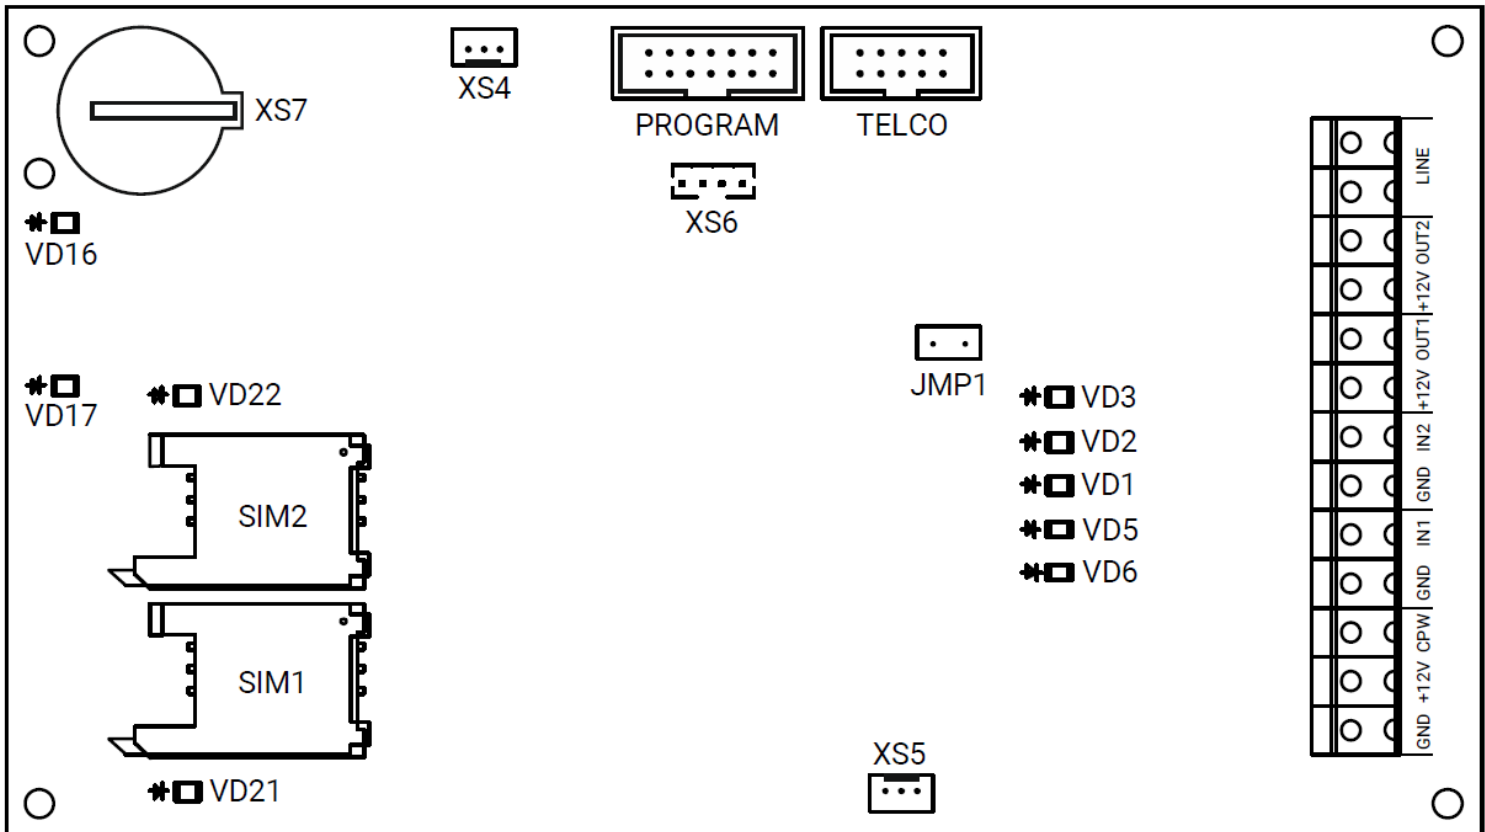 XS4
XS7
PROGRAM
TELCO
LINE
XS6
VD16
OUT2
+12V
OUT1
+12V
JMP1
VD17
VD22
VD3
VD2
VD1
VD5
VD6
IN2
GND
IN1
GND
CPW
+12V
GND
SIM2
SIM1
XS5
VD21